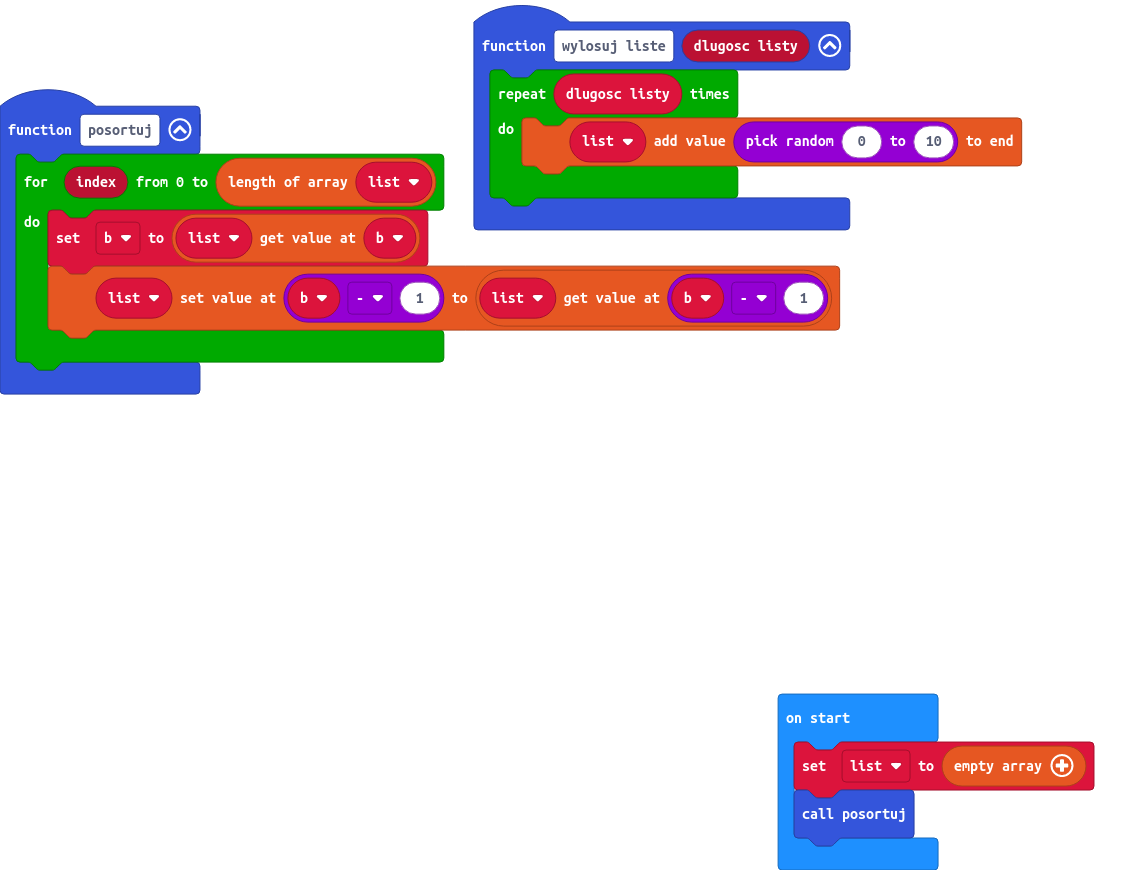 function wylosuj liste dlugosc listy
repeat dlugosc listy times
do
list add value pick random 0 to 10 to end
function posortuj
for index from 0 to length of array list
do
set b to list get value at b
list set value at b - 1 to list get value at b - 1
on start
set list to empty array
call posortuj